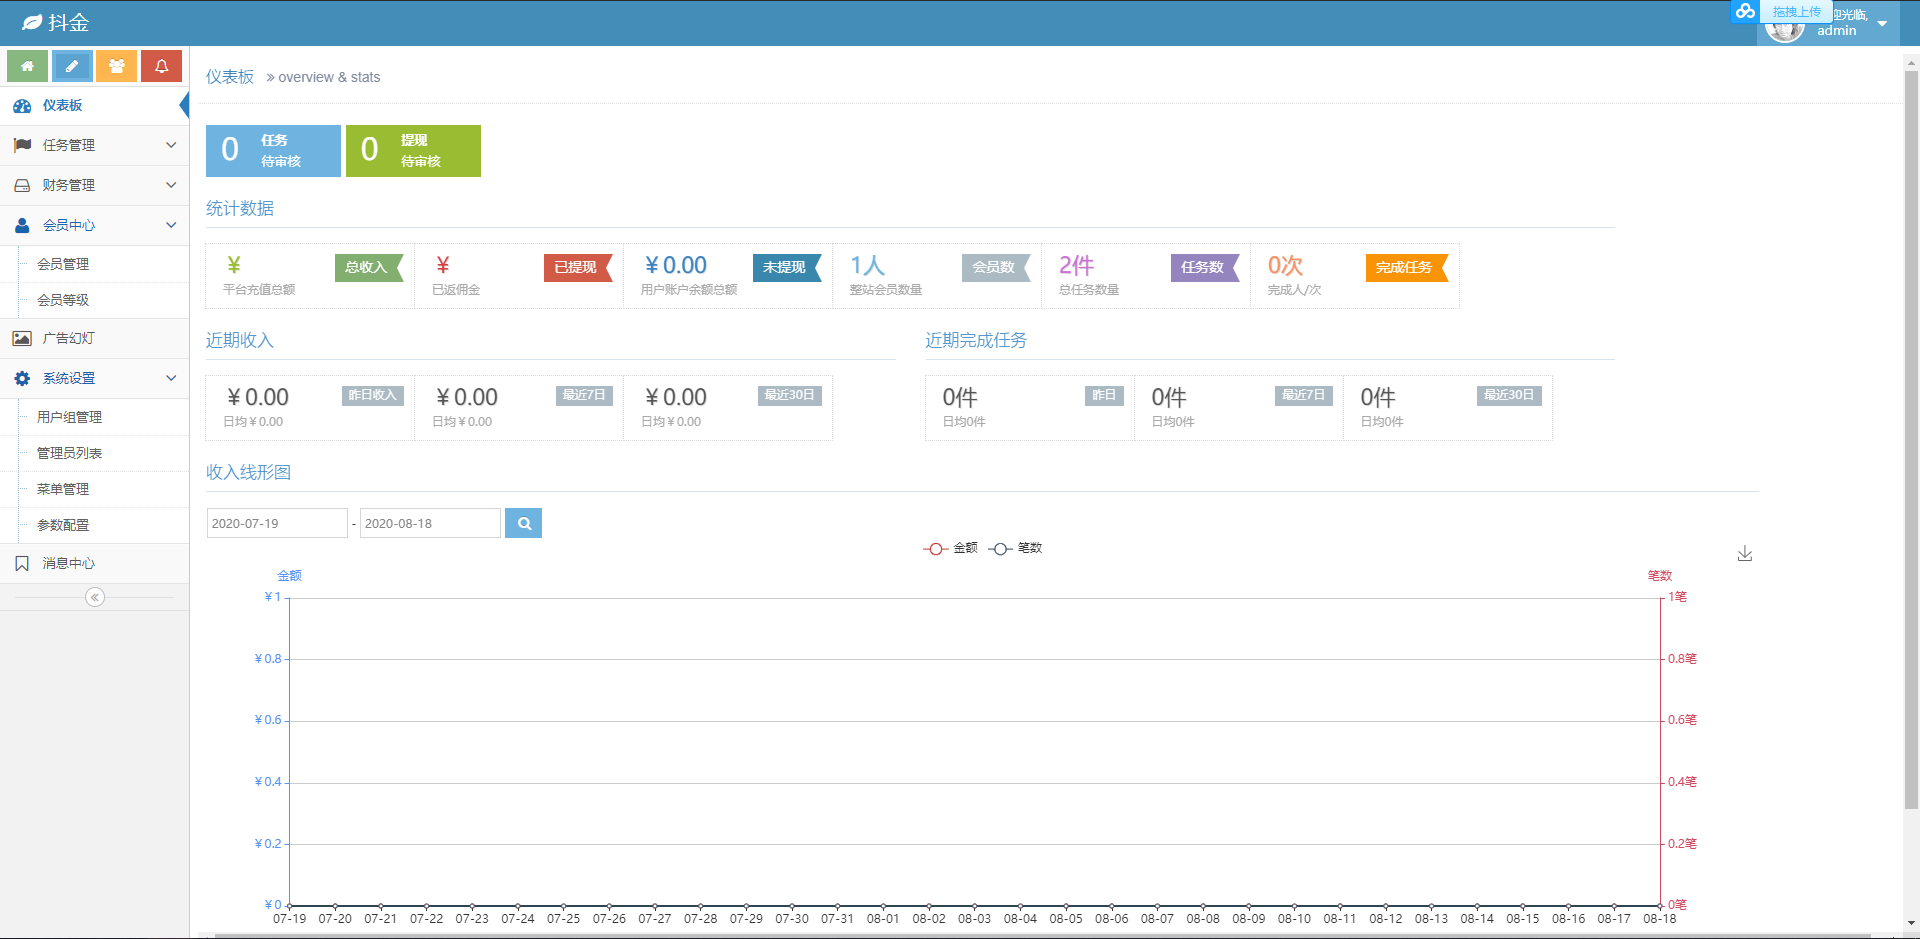 抖金
拖拽上传
迎光临,
admin
仪表板
任务管理
财务管理
会员中心
会员管理
会员等级
广告幻灯
系统设置
用户组管理
管理员列表
菜单管理
参数配置
消息中心
仪表板 » overview & stats
0 任务 待审核
0 提现 待审核
统计数据
¥ 总收入
平台充值总额
¥ 已提现
已返佣金
¥0.00 未提现
用户账户余额总额
1人 会员数
整站会员数量
2件 任务数
总任务数量
0次 完成任务
完成人/次
近期收入
¥0.00 昨日收入
日均¥0.00
¥0.00 最近7日
日均¥0.00
¥0.00 最近30日
日均¥0.00
近期完成任务
0件 昨日
日均0件
0件 最近7日
日均0件
0件 最近30日
日均0件
收入线形图
2020-07-19 - 2020-08-18
金额 笔数
金额
¥1
¥0.8
¥0.6
¥0.4
¥0.2
¥0
笔数
1笔
0.8笔
0.6笔
0.4笔
0.2笔
0笔
07-19 07-20 07-21 07-22 07-23 07-24 07-25 07-26 07-27 07-28 07-29 07-30 07-31 08-01 08-02 08-03 08-04 08-05 08-06 08-07 08-08 08-09 08-10 08-11 08-12 08-13 08-14 08-15 08-16 08-17 08-18